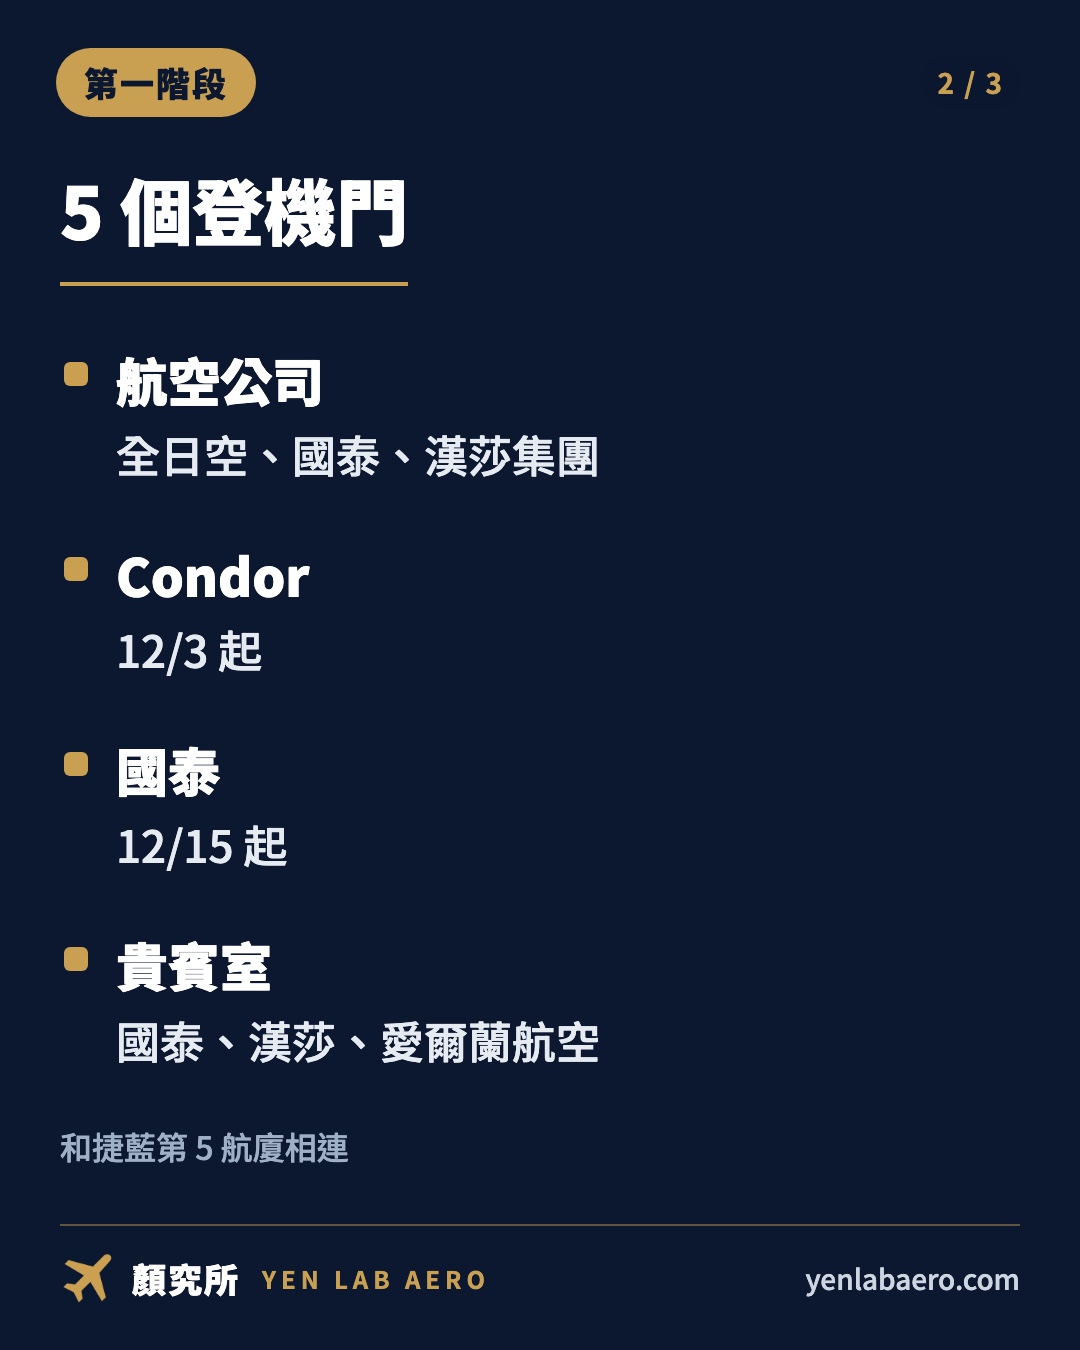 第一階段
2 / 3
5 個登機門
航空公司
全日空、國泰、漢莎集團
Condor
12/3 起
國泰
12/15 起
貴賓室
國泰、漢莎、愛爾蘭航空
和捷藍第 5 航廈相連
顏究所 YEN LAB AERO
yenlabaero.com